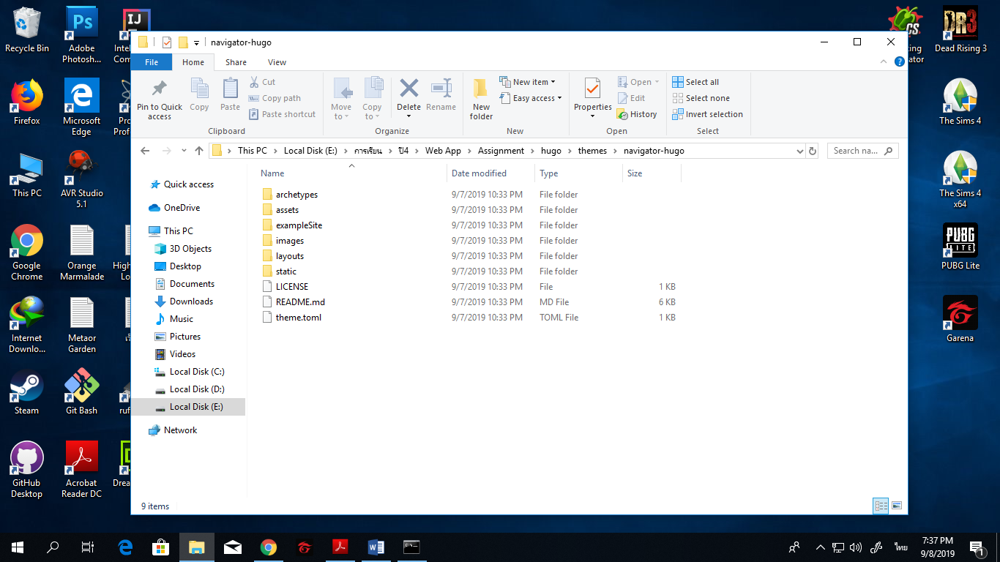 Recycle Bin
Adobe
Photosh...
Firefox
Microsoft
Edge
This PC
AVR Studio
5.1
Google
Chrome
Orange
Marmalade
Internet
Downlo...
Metaor
Garden
Steam
Git Bash
GitHub
Desktop
Acrobat
Reader DC
Dead Rising 3
The Sims 4
The Sims 4
x64
PUBG
LITE
PUBG Lite
Garena
navigator-hugo
File
Home
Share
View
Pin to Quick
access
Copy
Paste
Cut
Copy path
Paste shortcut
Clipboard
Move
to
Copy
to
Delete
Rename
Organize
New
folder
New item
Easy access
New
Properties
Open
Edit
History
Open
Select all
Select none
Invert selection
Select
This PC > Local Disk (E:) > การเรียน > ปี4 > Web App > Assignment > hugo > themes > navigator-hugo
Search na...
Quick access
OneDrive
This PC
3D Objects
Desktop
Documents
Downloads
Music
Pictures
Videos
Local Disk (C:)
Local Disk (D:)
Local Disk (E:)
Network
Name Date modified Type Size
archetypes 9/7/2019 10:33 PM File folder
assets 9/7/2019 10:33 PM File folder
exampleSite 9/7/2019 10:33 PM File folder
images 9/7/2019 10:33 PM File folder
layouts 9/7/2019 10:33 PM File folder
static 9/7/2019 10:33 PM File folder
LICENSE 9/7/2019 10:33 PM File 1 KB
README.md 9/7/2019 10:33 PM MD File 6 KB
theme.toml 9/7/2019 10:33 PM TOML File 1 KB
9 items
ไทย
7:37 PM
9/8/2019
1